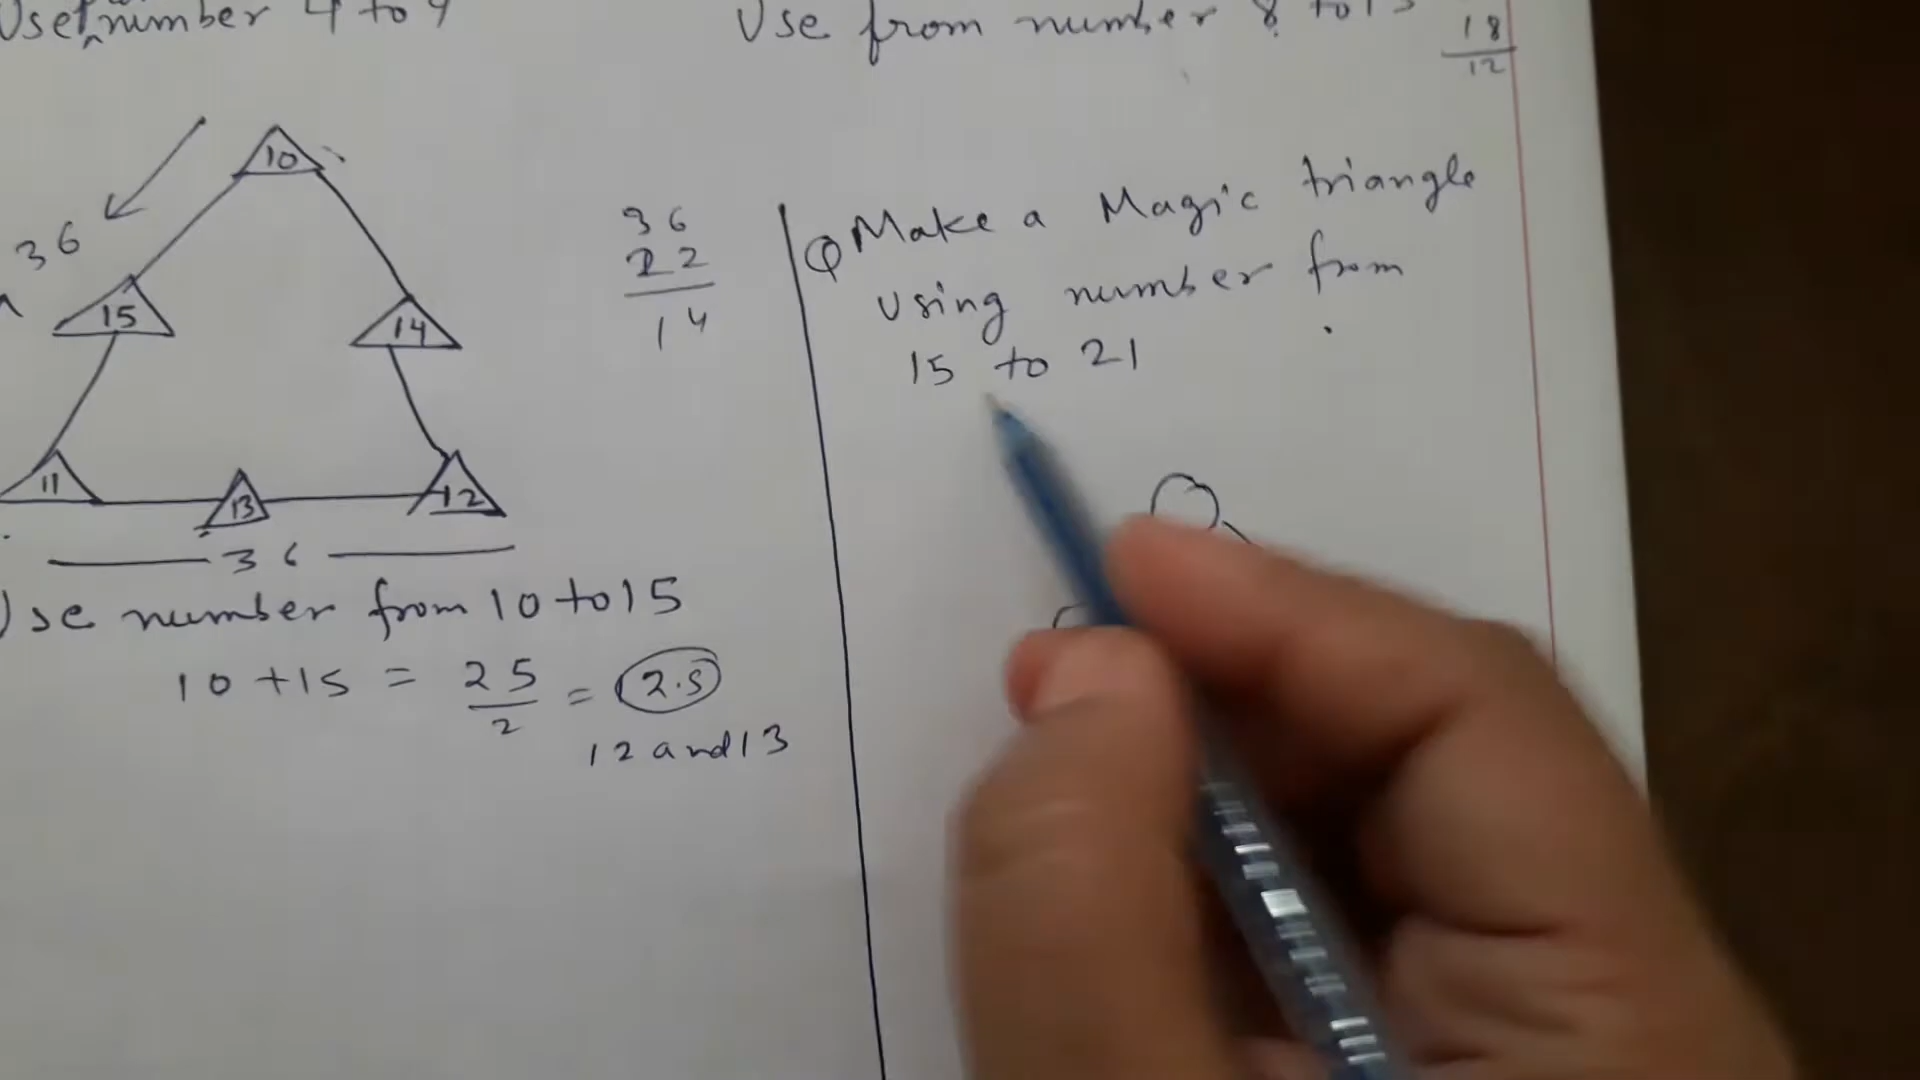 Use number 4 to 9
Use from number 8 to 13
18
12
10
36
15
14
11
13
12
36
36
22
14
Use number from 10 to 15
10 + 15 = 25/2 = 2.5
12 and 13
Q Make a Magic triangle
using number from
15 to 21